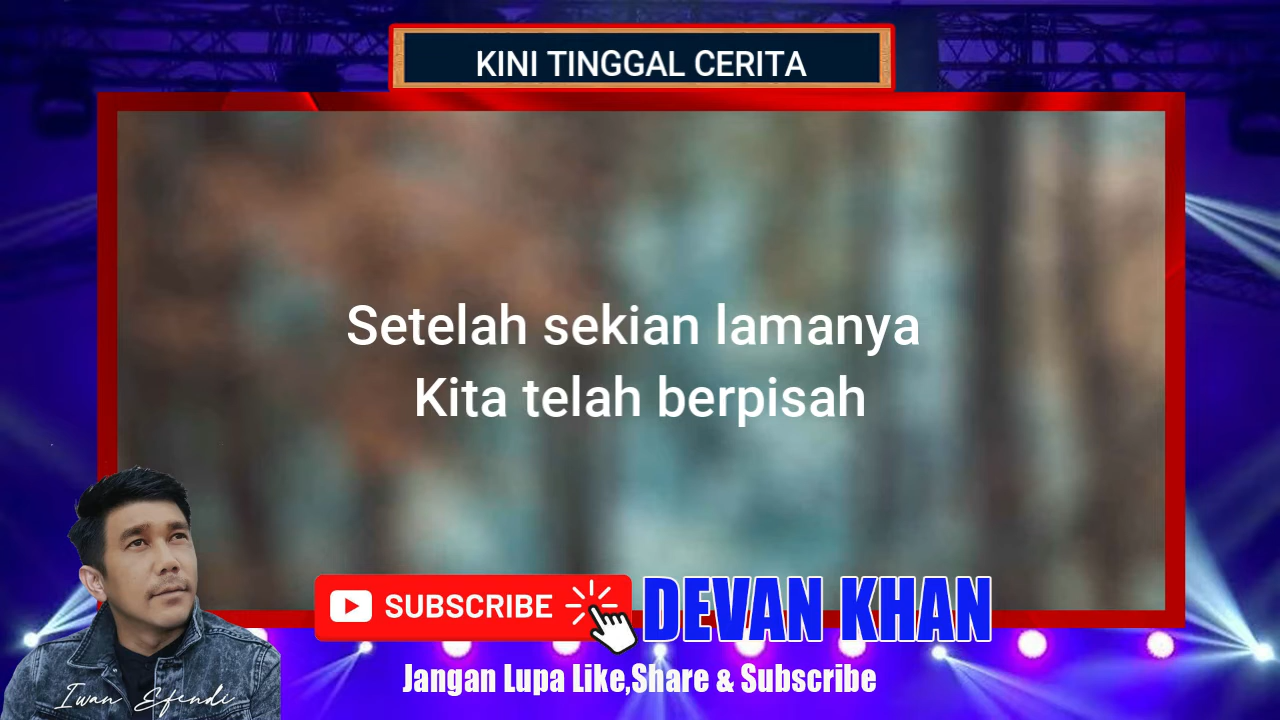 KINI TINGGAL CERITA
Setelah sekian lamanya
Kita telah berpisah
SUBSCRIBE
DEVAN KHAN
Jangan Lupa Like,Share & Subscribe
Iwan Efendi